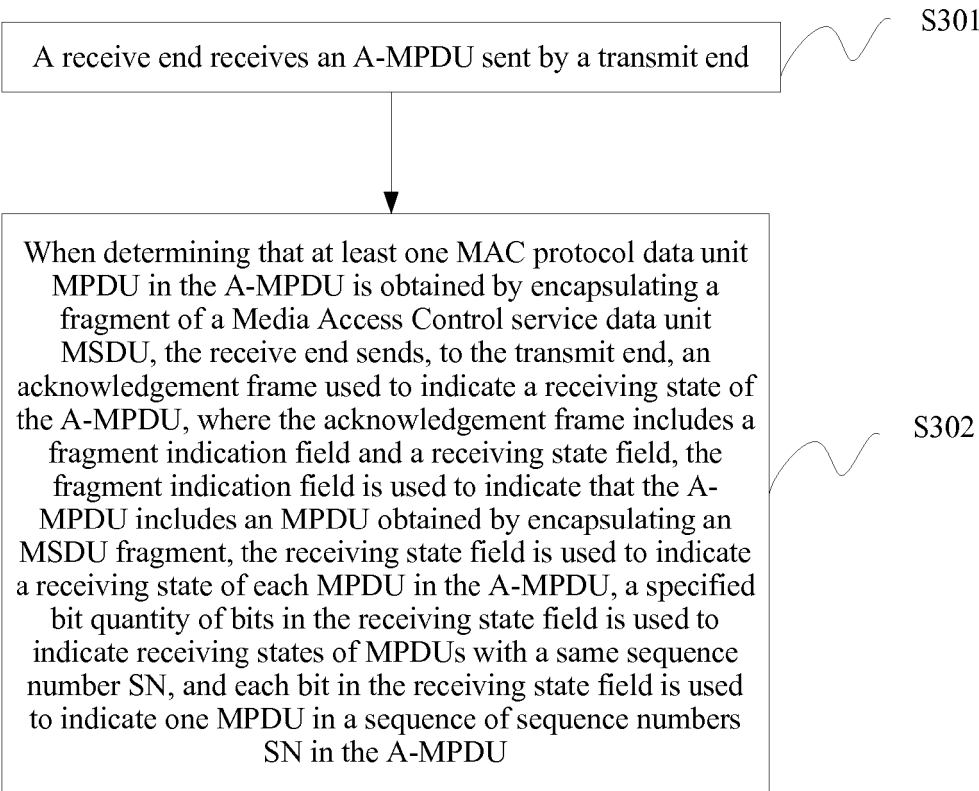 S301
A receive end receives an A-MPDU sent by a transmit end
When determining that at least one MAC protocol data unit
MPDU in the A-MPDU is obtained by encapsulating a
fragment of a Media Access Control service data unit
MSDU, the receive end sends, to the transmit end, an
acknowledgement frame used to indicate a receiving state of
the A-MPDU, where the acknowledgement frame includes a
fragment indication field and a receiving state field, the
fragment indication field is used to indicate that the A-
MPDU includes an MPDU obtained by encapsulating an
MSDU fragment, the receiving state field is used to indicate
a receiving state of each MPDU in the A-MPDU, a specified
bit quantity of bits in the receiving state field is used to
indicate receiving states of MPDUs with a same sequence
number SN, and each bit in the receiving state field is used
to indicate one MPDU in a sequence of sequence numbers
SN in the A-MPDU
S302